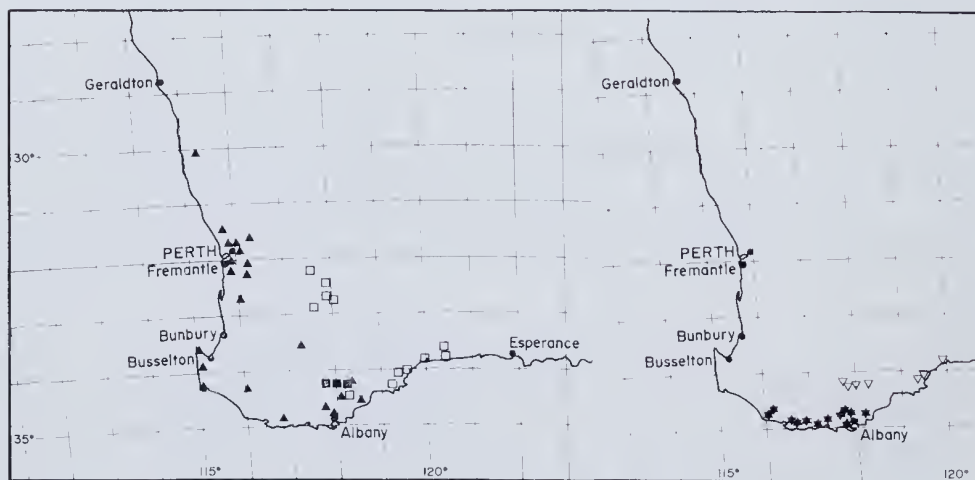 Geraldton
30°
PERTH
Fremantle
Bunbury
Busselton
Esperance
Albany
35°
115°
120°
Geraldton
PERTH
Fremantle
Bunbury
Busselton
Albany
115°
120°